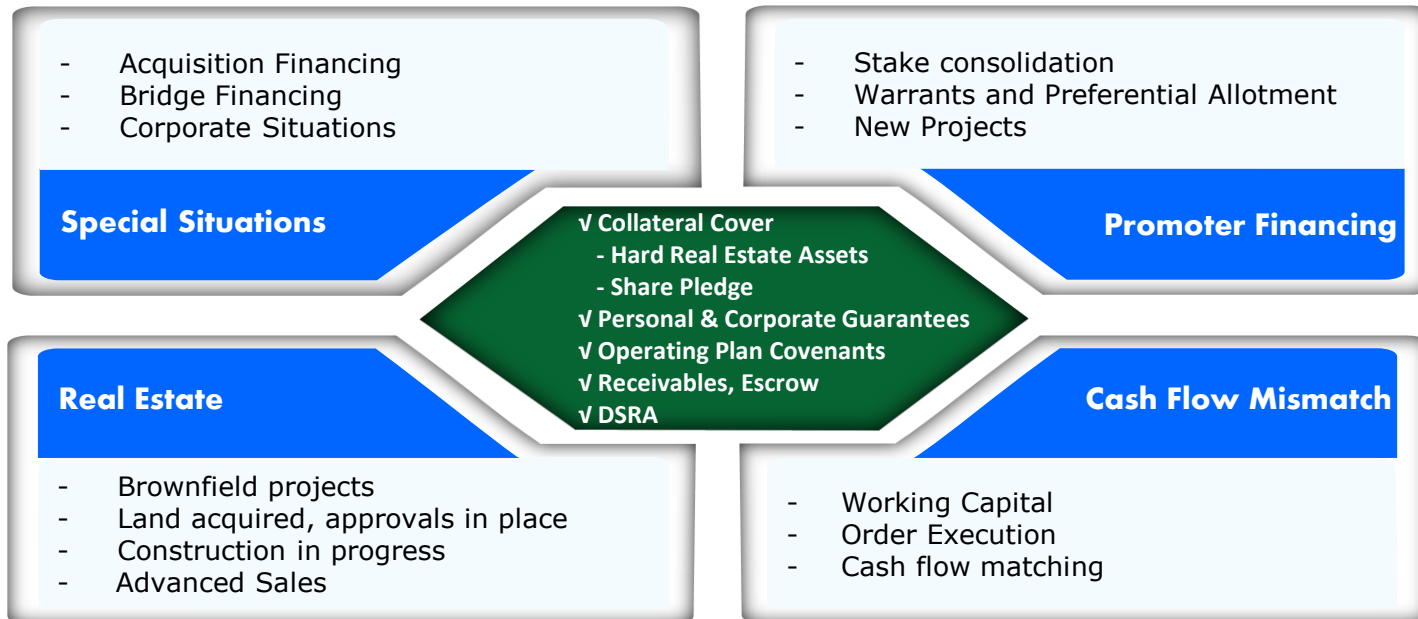 - Acquisition Financing
- Bridge Financing
- Corporate Situations
Special Situations
- Stake consolidation
- Warrants and Preferential Allotment
- New Projects
Promoter Financing
√ Collateral Cover
- Hard Real Estate Assets
- Share Pledge
√ Personal & Corporate Guarantees
√ Operating Plan Covenants
√ Receivables, Escrow
√ DSRA
Real Estate
- Brownfield projects
- Land acquired, approvals in place
- Construction in progress
- Advanced Sales
Cash Flow Mismatch
- Working Capital
- Order Execution
- Cash flow matching